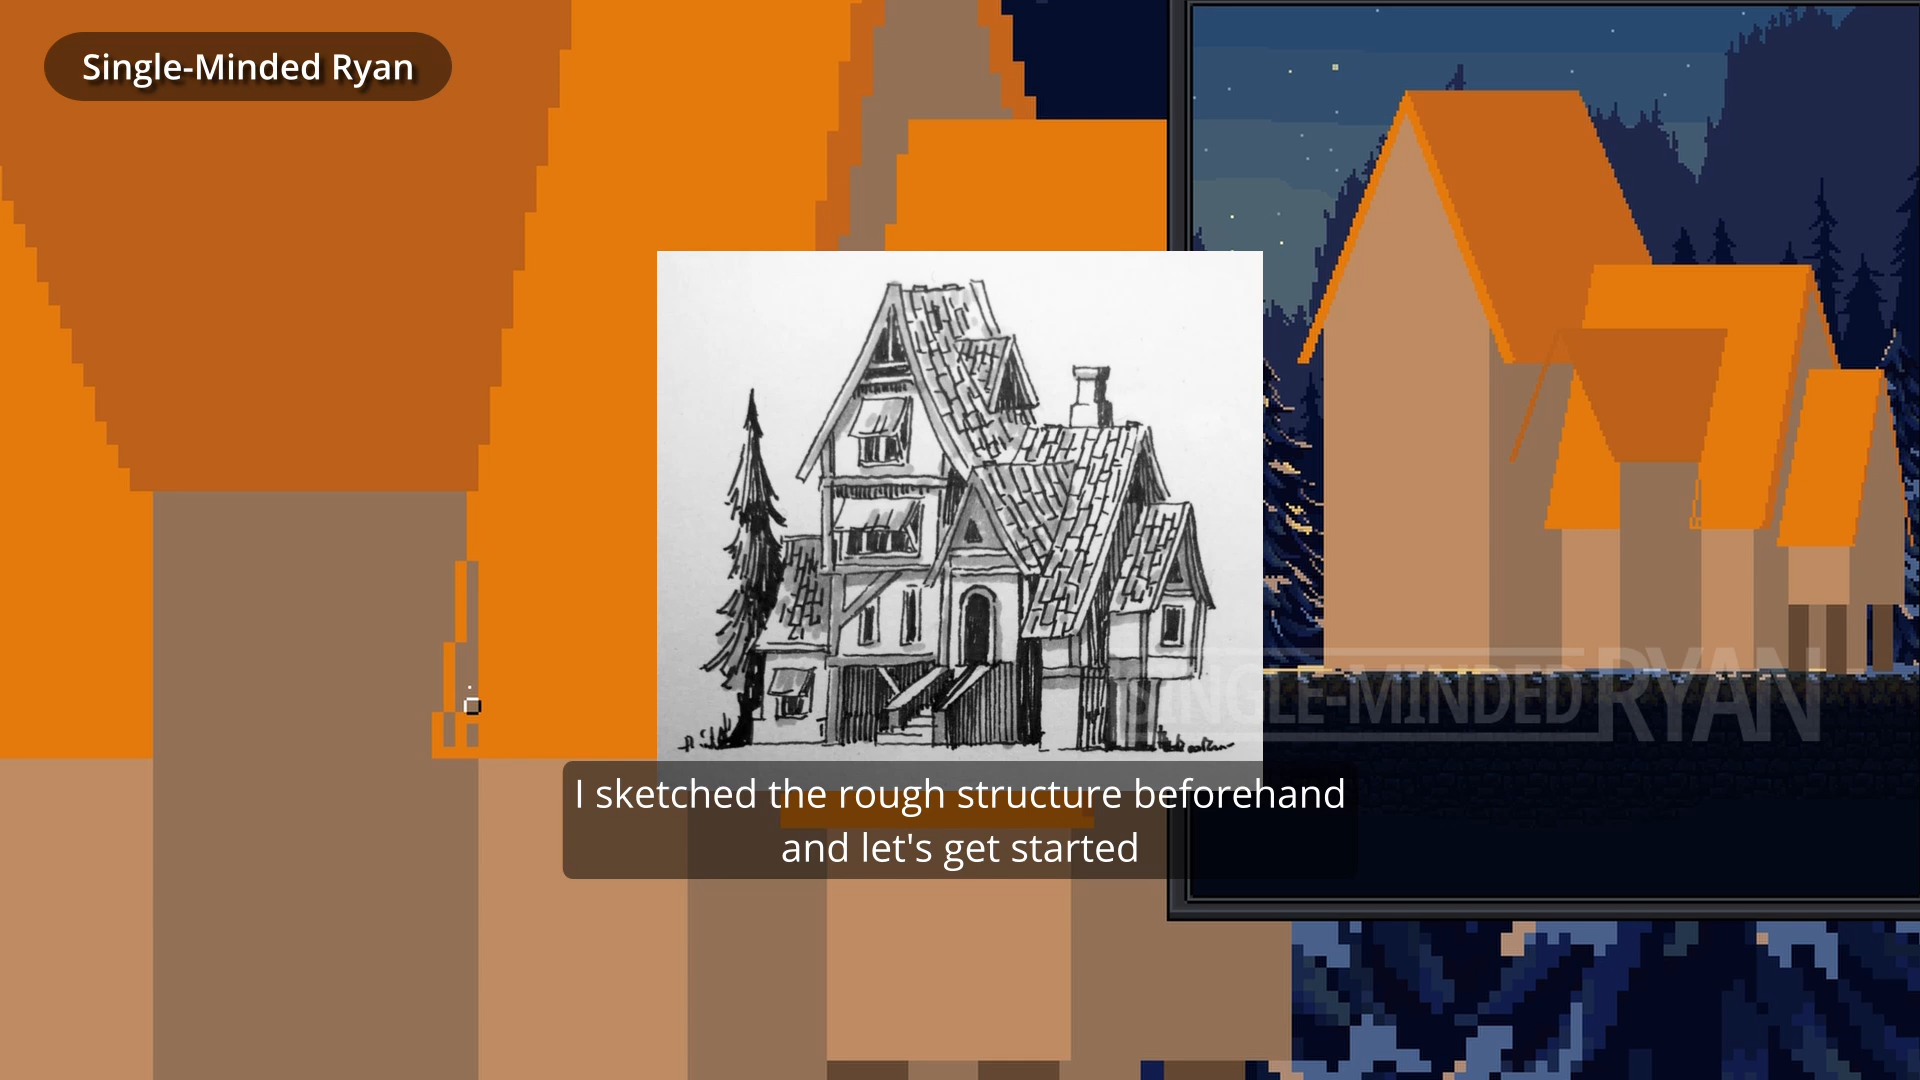 Single-Minded Ryan
SINGLE-MINDED RYAN
I sketched the rough structure beforehand
and let's get started